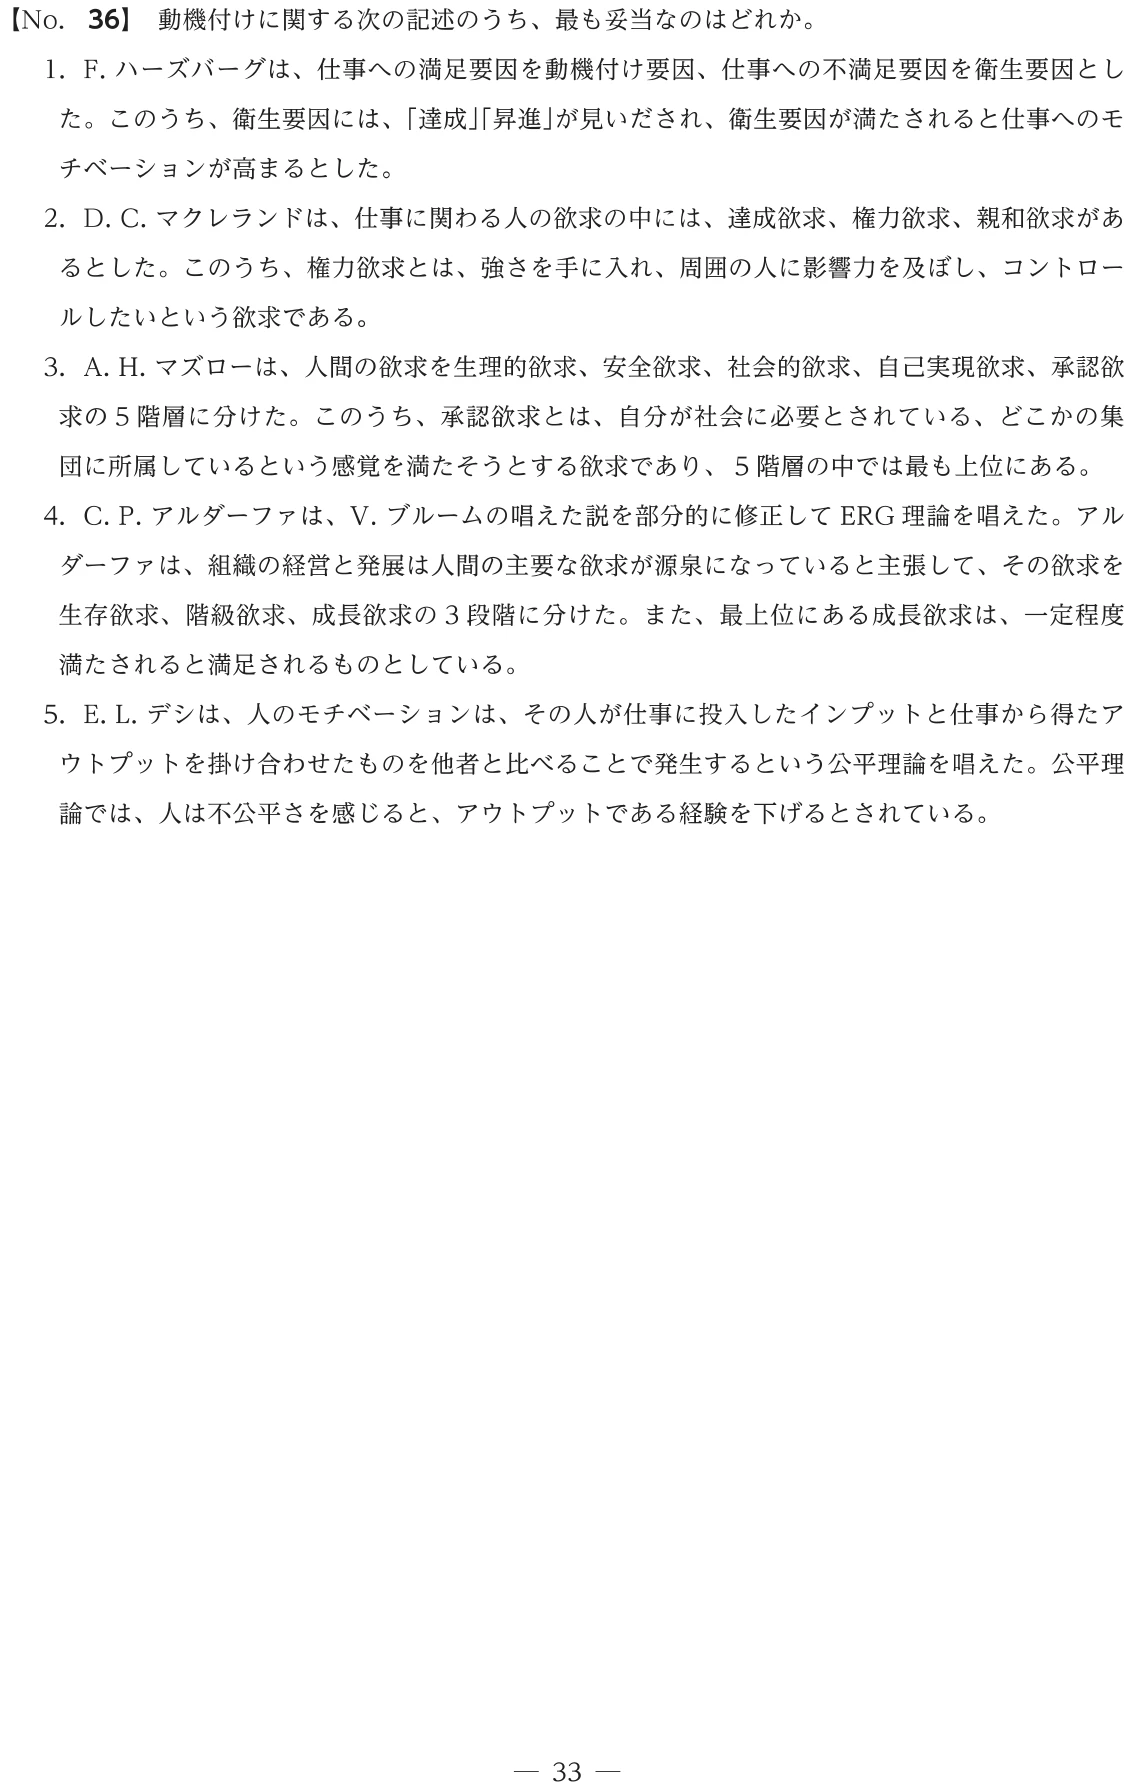 【No. 36】 動機付けに関する次の記述のうち、最も妥当なのはどれか。
1. F. ハーズバーグは、仕事への満足要因を動機付け要因、仕事への不満足要因を衛生要因とし
た。このうち、衛生要因には、「達成」「昇進」が見いだされ、衛生要因が満たされると仕事へのモ
チベーションが高まるとした。
2. D. C. マクレランドは、仕事に関わる人の欲求の中には、達成欲求、権力欲求、親和欲求があ
るとした。このうち、権力欲求とは、強さを手に入れ、周囲の人に影響力を及ぼし、コントロー
ルしたいという欲求である。
3. A. H. マズローは、人間の欲求を生理的欲求、安全欲求、社会的欲求、自己実現欲求、承認欲
求の5階層に分けた。このうち、承認欲求とは、自分が社会に必要とされている、どこかの集
団に所属しているという感覚を満たそうとする欲求であり、5階層の中では最も上位にある。
4. C. P. アルダーファは、V. ブルームの唱えた説を部分的に修正して ERG 理論を唱えた。アル
ダーファは、組織の経営と発展は人間の主要な欲求が源泉になっていると主張して、その欲求を
生存欲求、階級欲求、成長欲求の3段階に分けた。また、最上位にある成長欲求は、一定程度
満たされると満足されるものとしている。
5. E. L. デシは、人のモチベーションは、その人が仕事に投入したインプットと仕事から得たア
ウトプットを掛け合わせたものを他者と比べることで発生するという公平理論を唱えた。公平理
論では、人は不公平さを感じると、アウトプットである経験を下げるとされている。
— 33 —